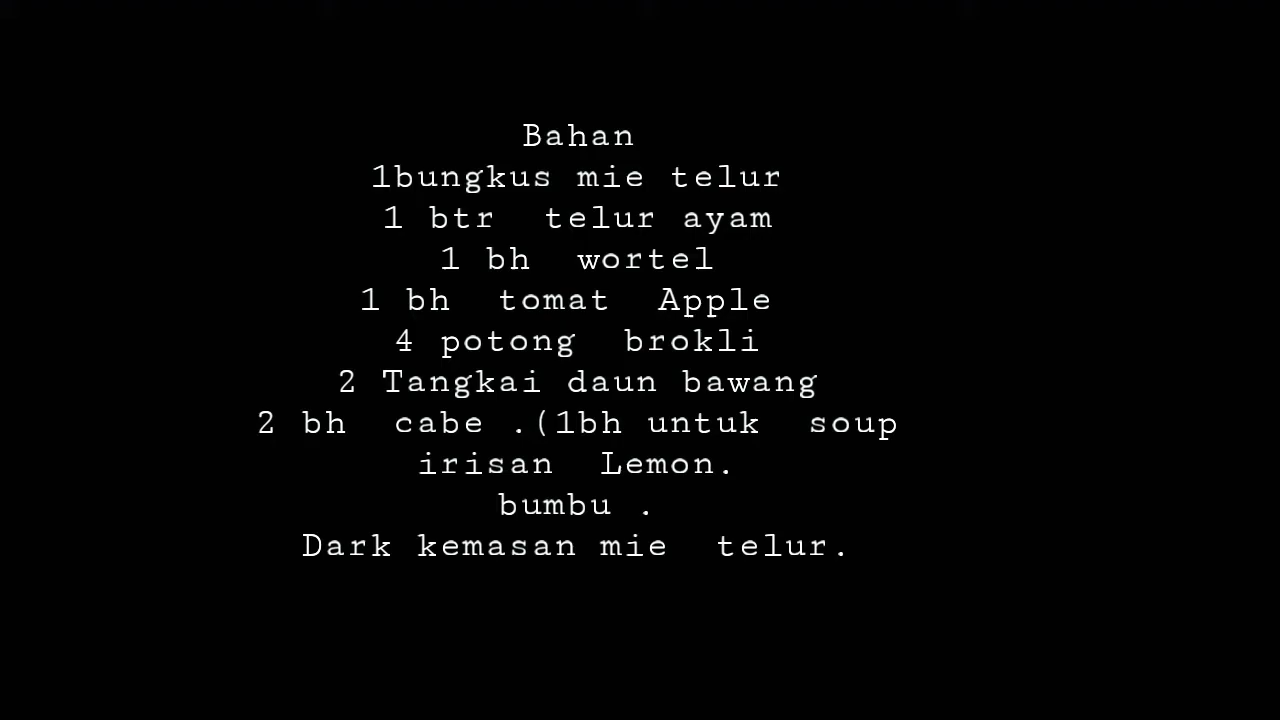 Bahan
1bungkus mie telur
1 btr telur ayam
1 bh wortel
1 bh tomat Apple
4 potong brokli
2 Tangkai daun bawang
2 bh cabe .(1bh untuk soup
irisan Lemon.
bumbu .
Dark kemasan mie telur.